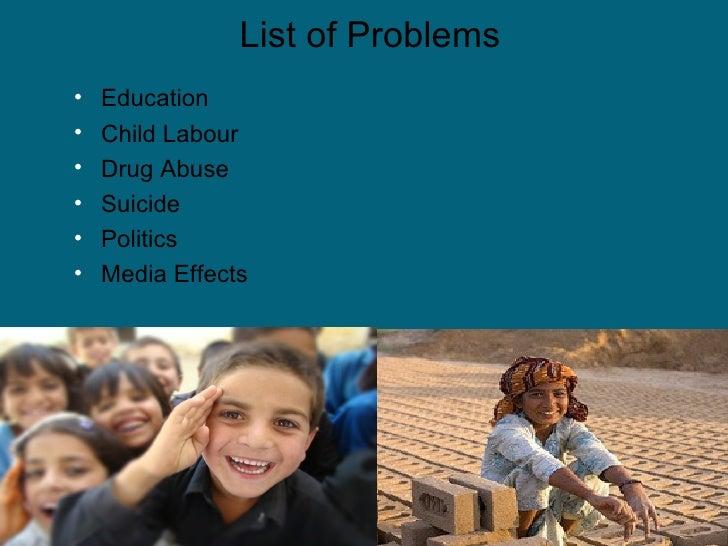 List of Problems
• Education
• Child Labour
• Drug Abuse
• Suicide
• Politics
• Media Effects